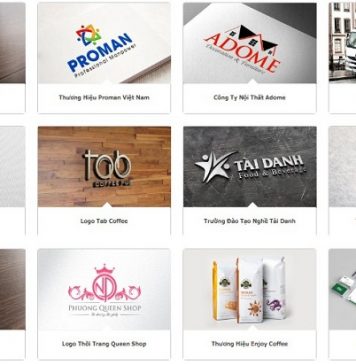 PROMAN
Professional Manpower
Thương Hiệu Proman Việt Nam
ADOME
Decoration & Furniture
Công Ty Nội Thất Adome
tab
Logo Tab Coffee
TÀI DANH
Food & Beverage
Trường Đào Tạo Nghề Tài Danh
PHUONG QUEEN SHOP
Logo Thời Trang Queen Shop
Thương Hiệu Enjoy Coffee